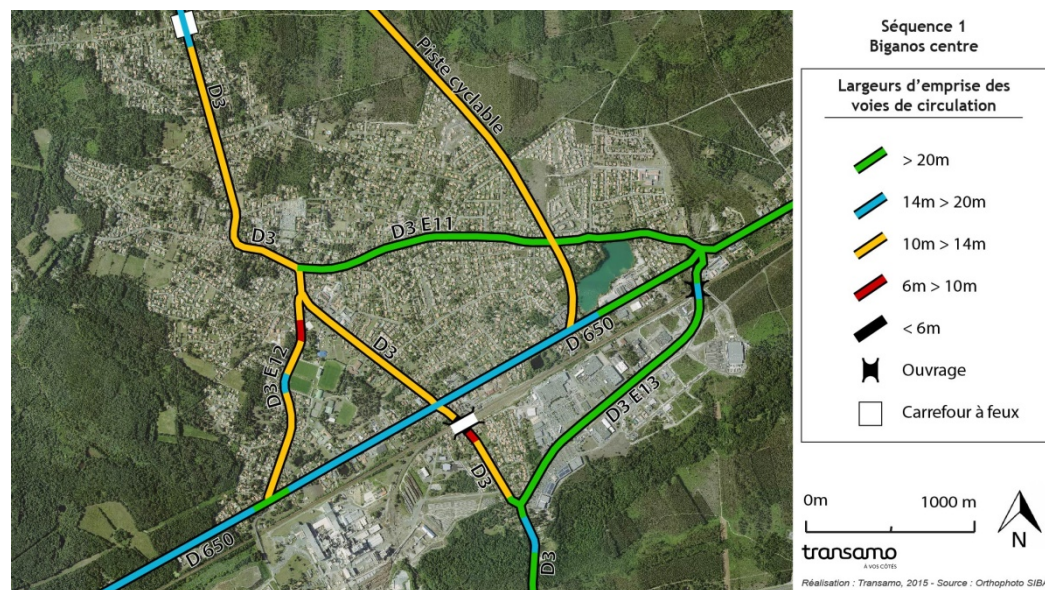 D3
Piste cyclable
D3
D3 E11
D3
D3 E12
D 650
D3 E13
D3
D 650
D3
Séquence 1
Biganos centre
Largeurs d’emprise des
voies de circulation
> 20m
14m > 20m
10m > 14m
6m > 10m
< 6m
Ouvrage
Carrefour à feux
0m
1000 m
N
transamo
À VOS CÔTÉS
Réalisation : Transamo, 2015 - Source : Orthophoto SIBA